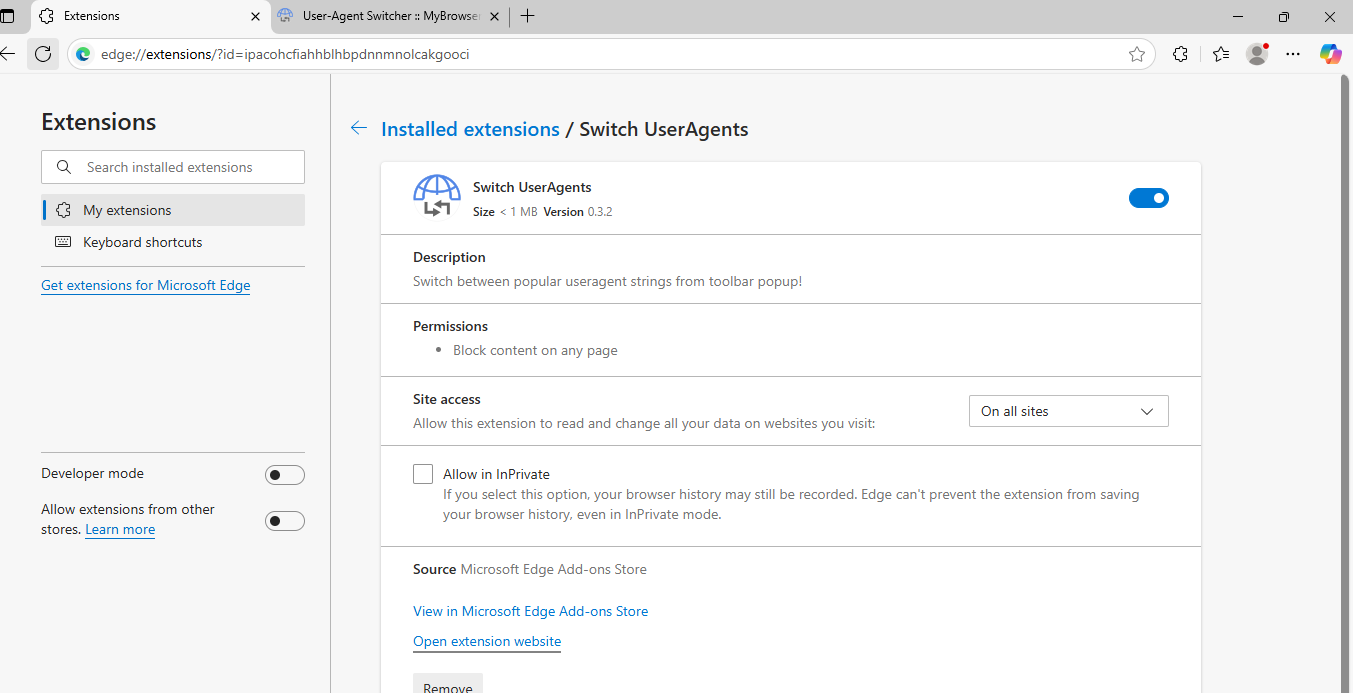 Extensions
User-Agent Switcher :: MyBrowser
edge://extensions/?id=ipacohcfiahhblhbpdnnmnolcakgooci
Extensions
Search installed extensions
My extensions
Keyboard shortcuts
Get extensions for Microsoft Edge
Developer mode
Allow extensions from other
stores. Learn more
Installed extensions / Switch UserAgents
Switch UserAgents
Size < 1 MB Version 0.3.2
Description
Switch between popular useragent strings from toolbar popup!
Permissions
• Block content on any page
Site access
Allow this extension to read and change all your data on websites you visit:
On all sites
Allow in InPrivate
If you select this option, your browser history may still be recorded. Edge can't prevent the extension from saving
your browser history, even in InPrivate mode.
Source Microsoft Edge Add-ons Store
View in Microsoft Edge Add-ons Store
Open extension website
Remove